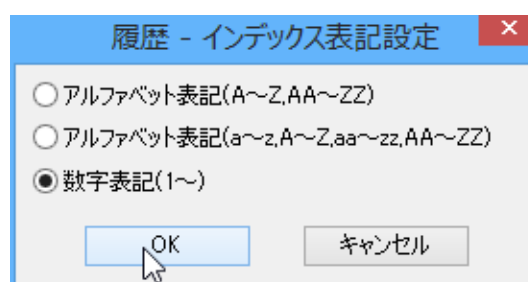 履歴 - インデックス表記設定
アルファベット表記(A～Z,AA～ZZ)
アルファベット表記(a～z,A～Z,aa～zz,AA～ZZ)
数字表記(1～)
OK
キャンセル